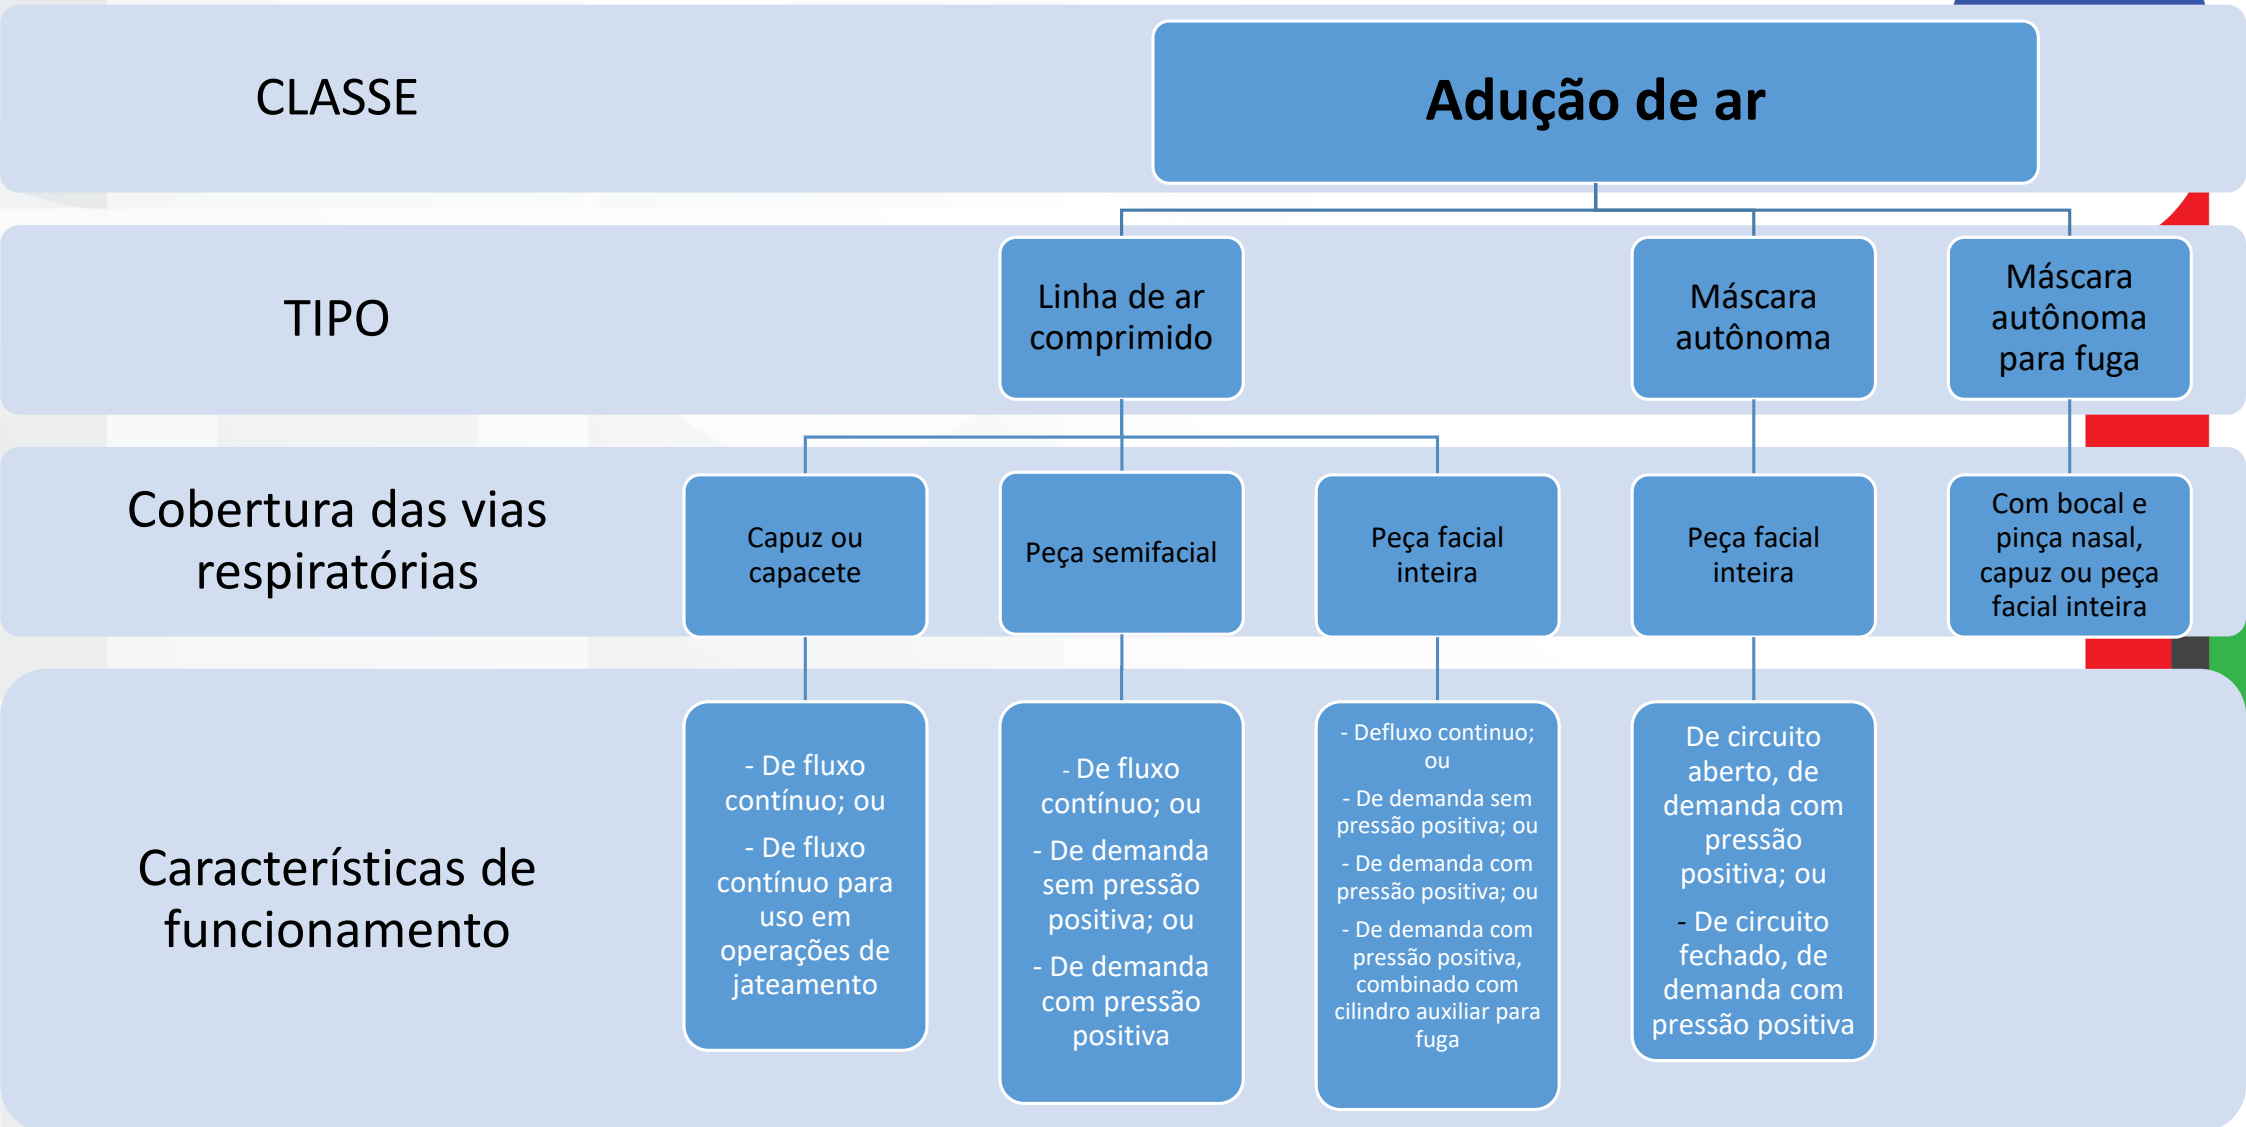 CLASSE
Adução de ar
TIPO
Linha de ar
comprimido
Máscara
autônoma
Máscara
autônoma
para fuga
Cobertura das vias
respiratórias
Capuz ou
capacete
Peça semifacial
Peça facial
inteira
Peça facial
inteira
Com bocal e
pinça nasal,
capuz ou peça
facial inteira
Características de
funcionamento
- De fluxo
contínuo; ou
- De fluxo
contínuo para
uso em
operações de
jateamento
- De fluxo
contínuo; ou
- De demanda
sem pressão
positiva; ou
- De demanda
com pressão
positiva
- Defluxo continuo;
ou
- De demanda sem
pressão positiva; ou
- De demanda com
pressão positiva; ou
- De demanda com
pressão positiva,
combinado com
cilindro auxiliar para
fuga
De circuito
aberto, de
demanda com
pressão
positiva; ou
- De circuito
fechado, de
demanda com
pressão positiva